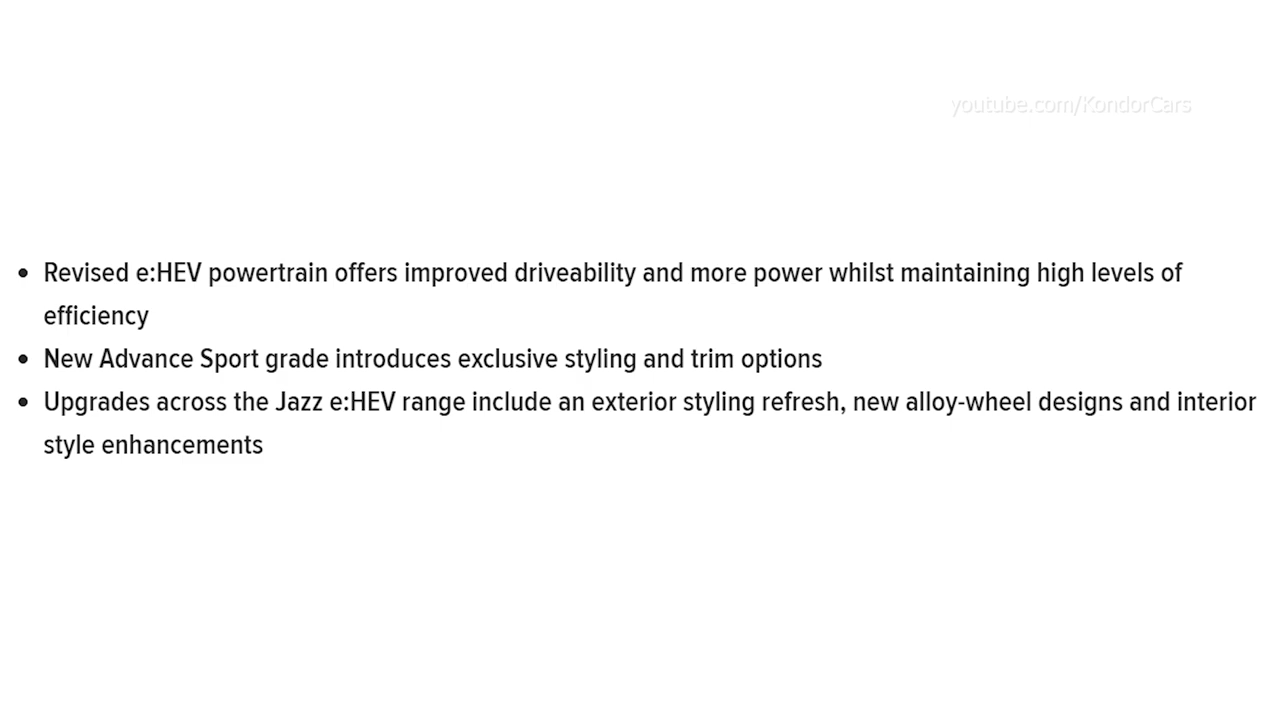 youtube.com/KondorCars
• Revised e:HEV powertrain offers improved driveability and more power whilst maintaining high levels of
efficiency
• New Advance Sport grade introduces exclusive styling and trim options
• Upgrades across the Jazz e:HEV range include an exterior styling refresh, new alloy-wheel designs and interior
style enhancements